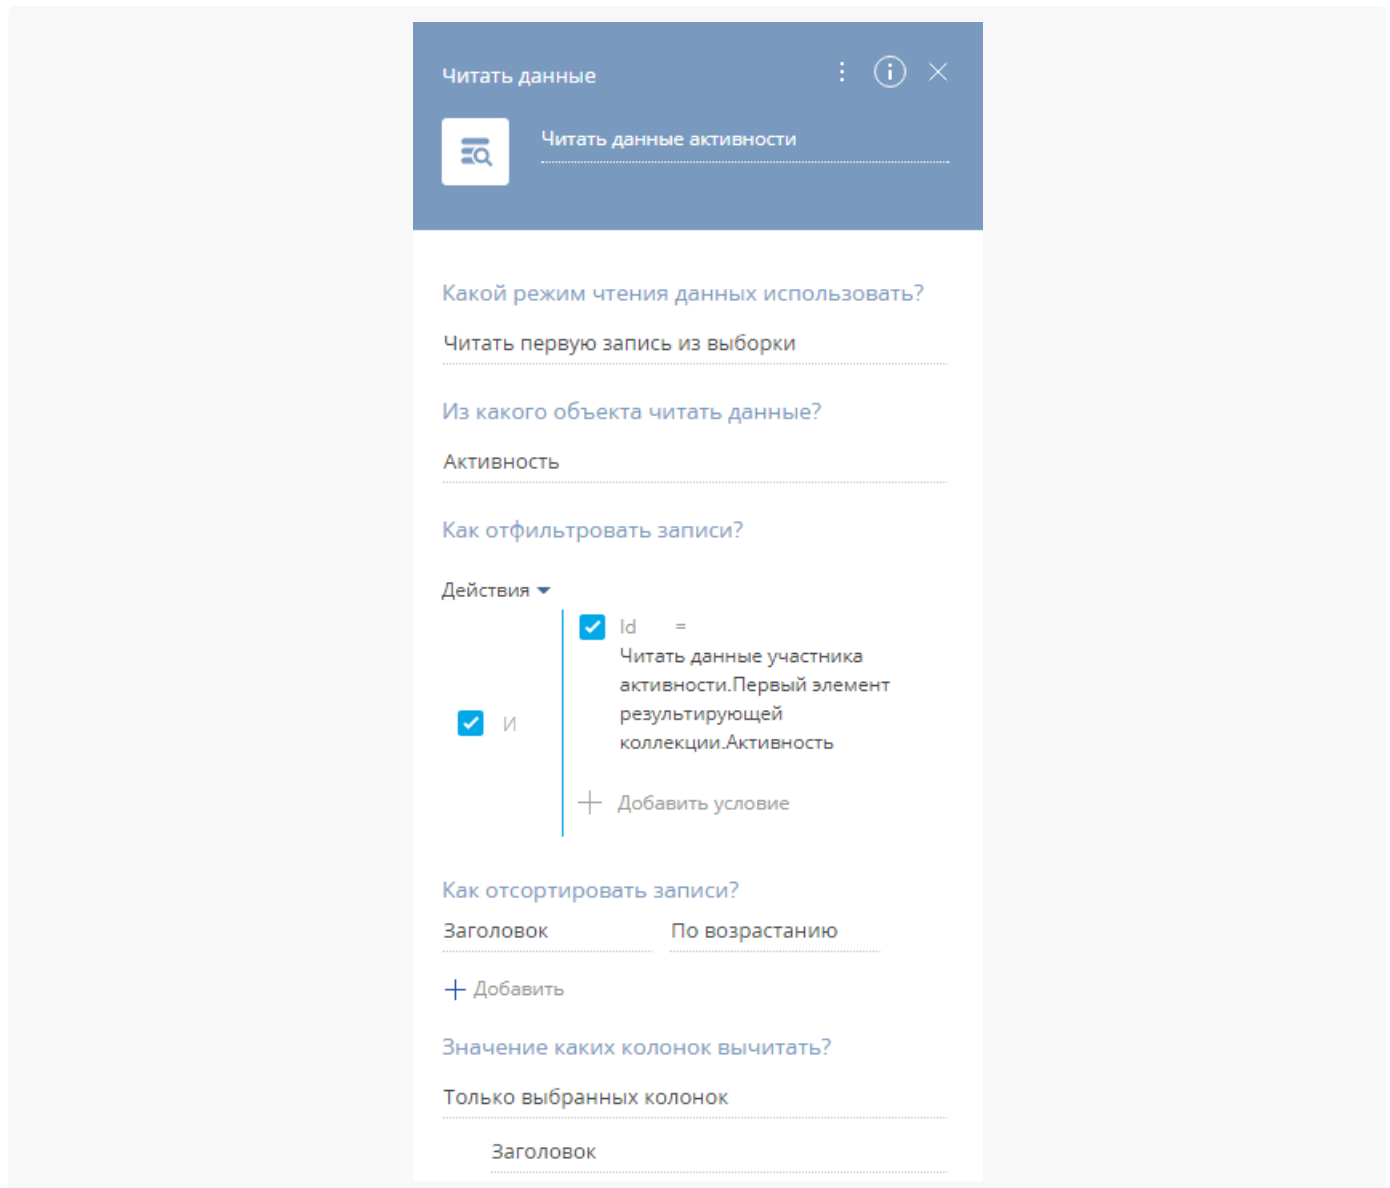 Читать данные
Читать данные активности
Какой режим чтения данных использовать?
Читать первую запись из выборки
Из какого объекта читать данные?
Активность
Как отфильтровать записи?
Действия
Id =
Читать данные участника
активности.Первый элемент
результирующей
коллекции.Активность
И
Добавить условие
Как отсортировать записи?
Заголовок По возрастанию
Добавить
Значение каких колонок вычитать?
Только выбранных колонок
Заголовок